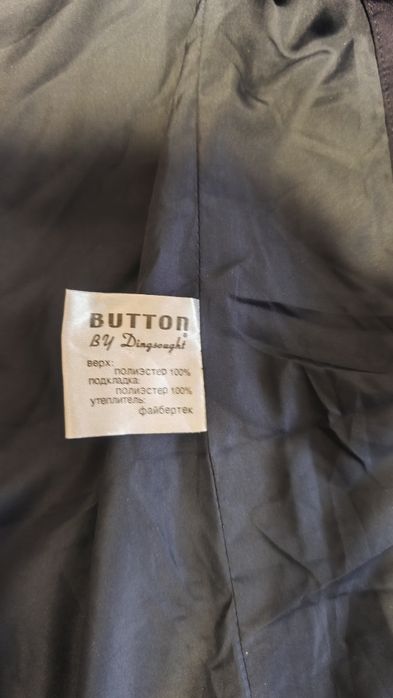 BUTTON
BY Dingsought
верх:
полиэстер 100%
подкладка:
полиэстер 100%
утеплитель:
файбертек